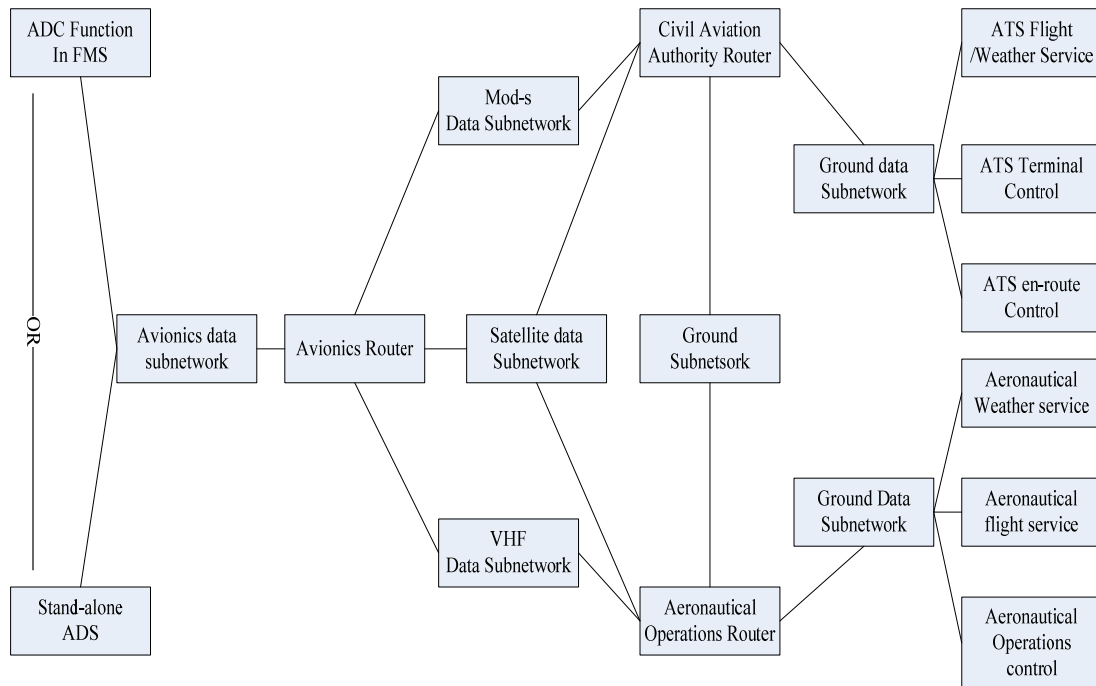 ADC Function
In FMS
OR
Stand-alone
ADS
Avionics data
subnetwork
Avionics Router
Mod-s
Data Subnetwork
Satellite data
Subnetwork
VHF
Data Subnetwork
Civil Aviation
Authority Router
Ground
Subnetsork
Aeronautical
Operations Router
Ground data
Subnetwork
Ground Data
Subnetwork
ATS Flight
/Weather Service
ATS Terminal
Control
ATS en-route
Control
Aeronautical
Weather service
Aeronautical
flight service
Aeronautical
Operations
control